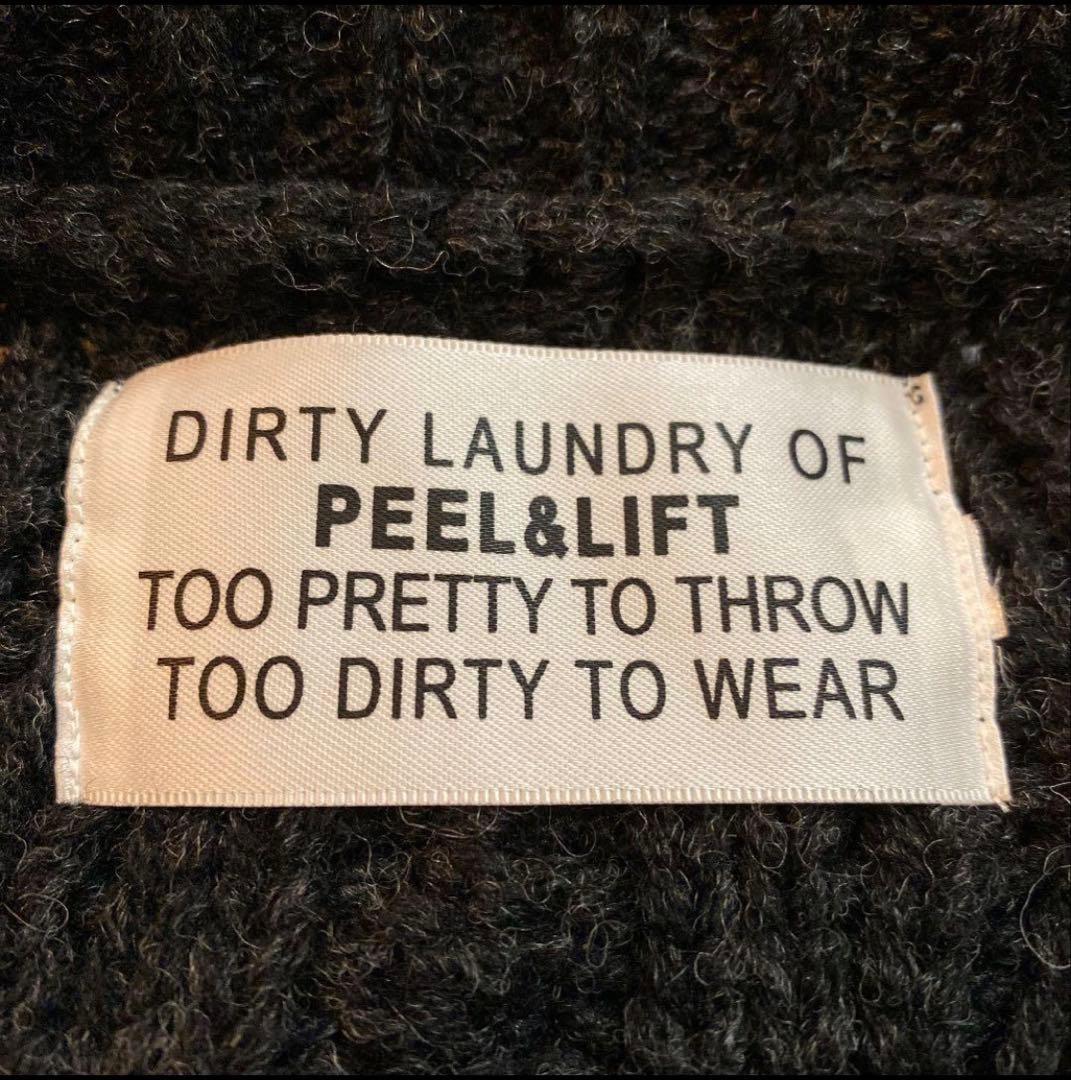 DIRTY LAUNDRY OF
PEEL&LIFT
TOO PRETTY TO THROW
TOO DIRTY TO WEAR